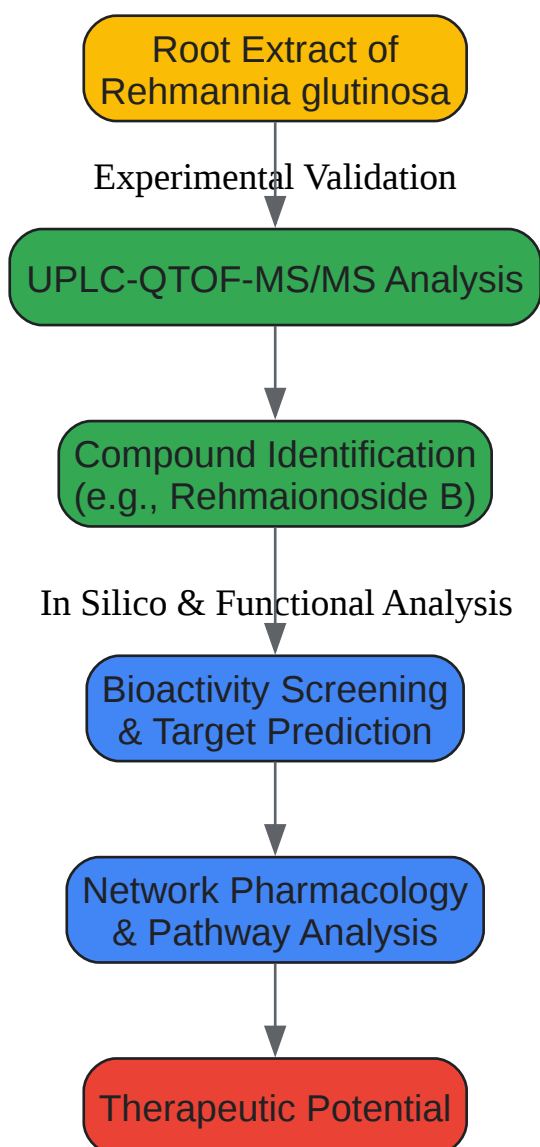 Root Extract of
Rehmannia glutinosa
Experimental Validation
UPLC-QTOF-MS/MS Analysis
Compound Identification
(e.g., Rehmaionoside B)
In Silico & Functional Analysis
Bioactivity Screening
& Target Prediction
Network Pharmacology
& Pathway Analysis
Therapeutic Potential